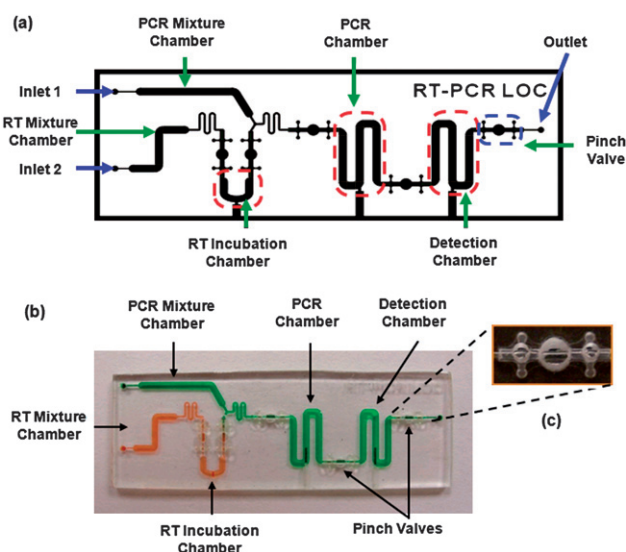 (a)
PCR Mixture
Chamber
PCR
Chamber
Outlet
Inlet 1
RT-PCR LOC
RT Mixture
Chamber
Inlet 2
Pinch
Valve
RT Incubation
Chamber
Detection
Chamber
(b)
PCR Mixture
Chamber
PCR
Chamber
Detection
Chamber
RT Mixture
Chamber
(c)
RT Incubation
Chamber
Pinch Valves